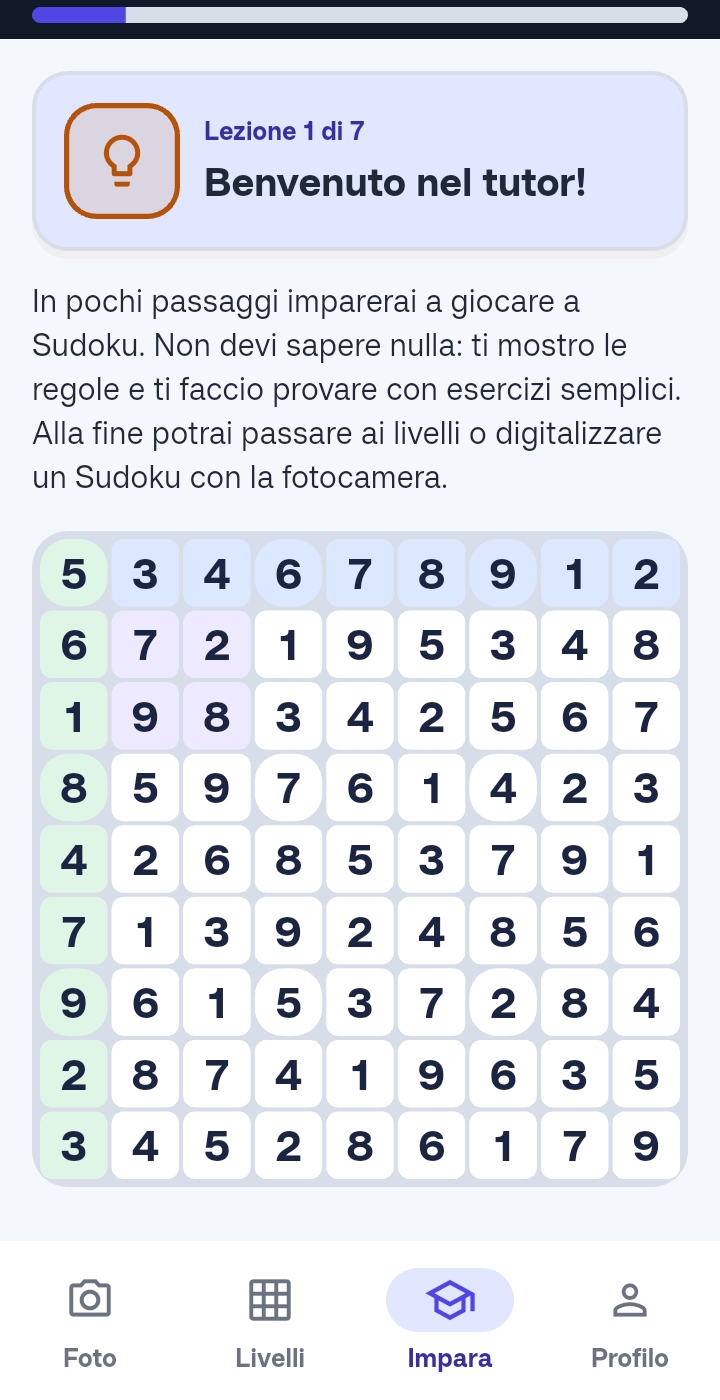 Lezione 1 di 7
Benvenuto nel tutor!
In pochi passaggi imparerai a giocare a
Sudoku. Non devi sapere nulla: ti mostro le
regole e ti faccio provare con esercizi semplici.
Alla fine potrai passare ai livelli o digitalizzare
un Sudoku con la fotocamera.
5 3 4 6 7 8 9 1 2
6 7 2 1 9 5 3 4 8
1 9 8 3 4 2 5 6 7
8 5 9 7 6 1 4 2 3
4 2 6 8 5 3 7 9 1
7 1 3 9 2 4 8 5 6
9 6 1 5 3 7 2 8 4
2 8 7 4 1 9 6 3 5
3 4 5 2 8 6 1 7 9
Foto Livelli Impara Profilo